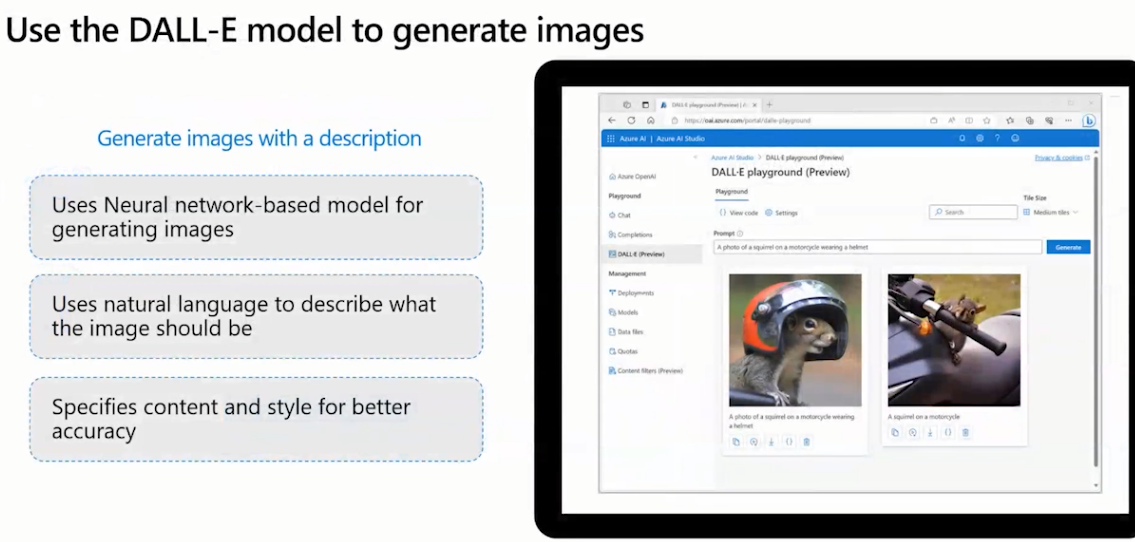 Use the DALL-E model to generate images
Generate images with a description
Uses Neural network-based model for
generating images
Uses natural language to describe what
the image should be
Specifies content and style for better
accuracy
DALL·E playground (Preview) | A
https://oai.azure.com/portal/dalle-playground
Azure AI | Azure AI Studio
Azure AI Studio > DALL·E playground (Preview)
Privacy & cookies
DALL·E playground (Preview)
Azure OpenAI
Playground
Chat
Completions
DALL·E (Preview)
Management
Deployments
Models
Data files
Quotas
Content filters (Preview)
Playground
View code
Settings
Search
Tile Size
Medium tiles
Prompt
A photo of a squirrel on a motorcycle wearing a helmet
Generate
A photo of a squirrel on a motorcycle wearing
a helmet
A squirrel on a motorcycle